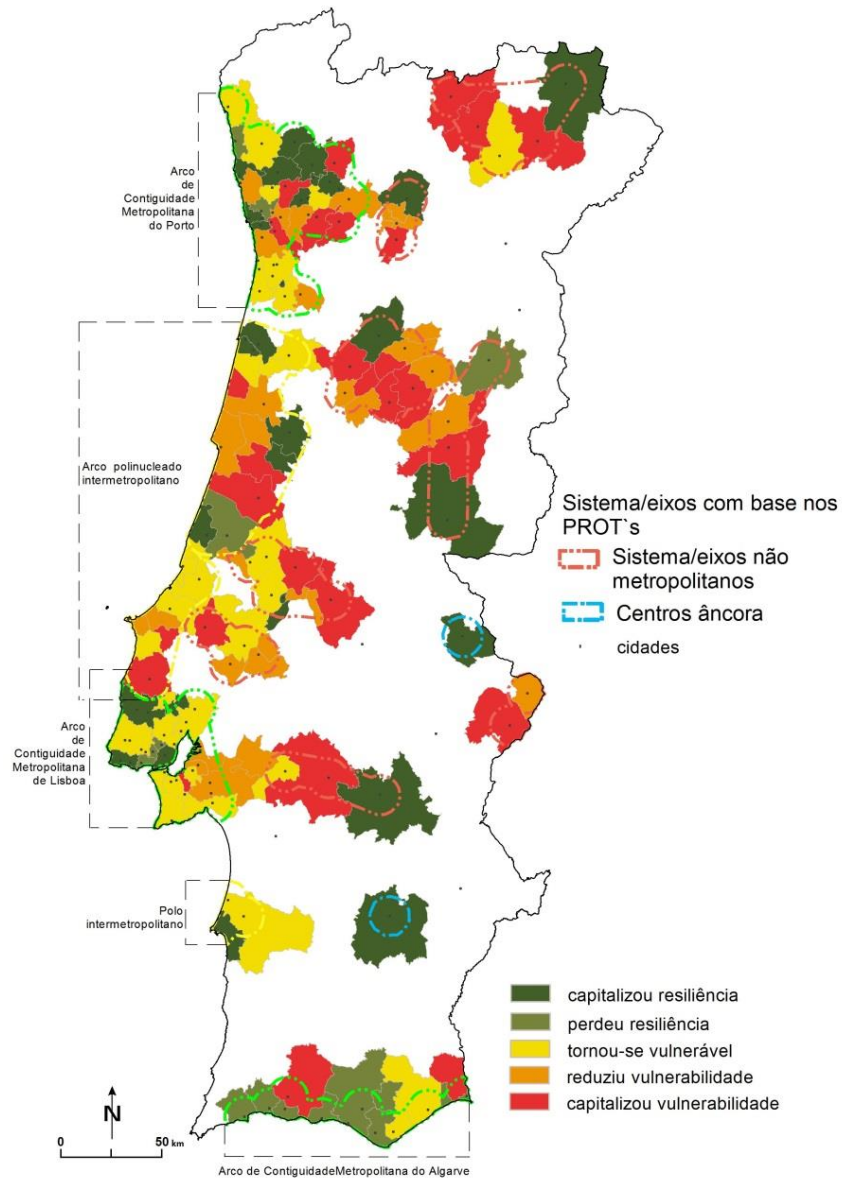 Arco
de
Contiguidade
Metropolitana
do Porto
Arco polinucleado
intermetropolitano
Sistema/eixos com base nos
PROT`s
Sistema/eixos não
metropolitanos
Centros âncora
cidades
Arco
de
Contiguidade
Metropolitana
de Lisboa
Polo
intermetropolitano
capitalizou resiliência
perdeu resiliência
tornou-se vulnerável
reduziu vulnerabilidade
capitalizou vulnerabilidade
N
0 50 km
Arco de ContiguidadeMetropolitana do Algarve